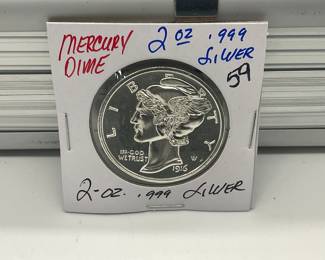 MERCURY 2 oz .999
DIME SILVER
59
LIBERTY
IN GOD
WE TRUST
1916
2-oz. .999 SILVER